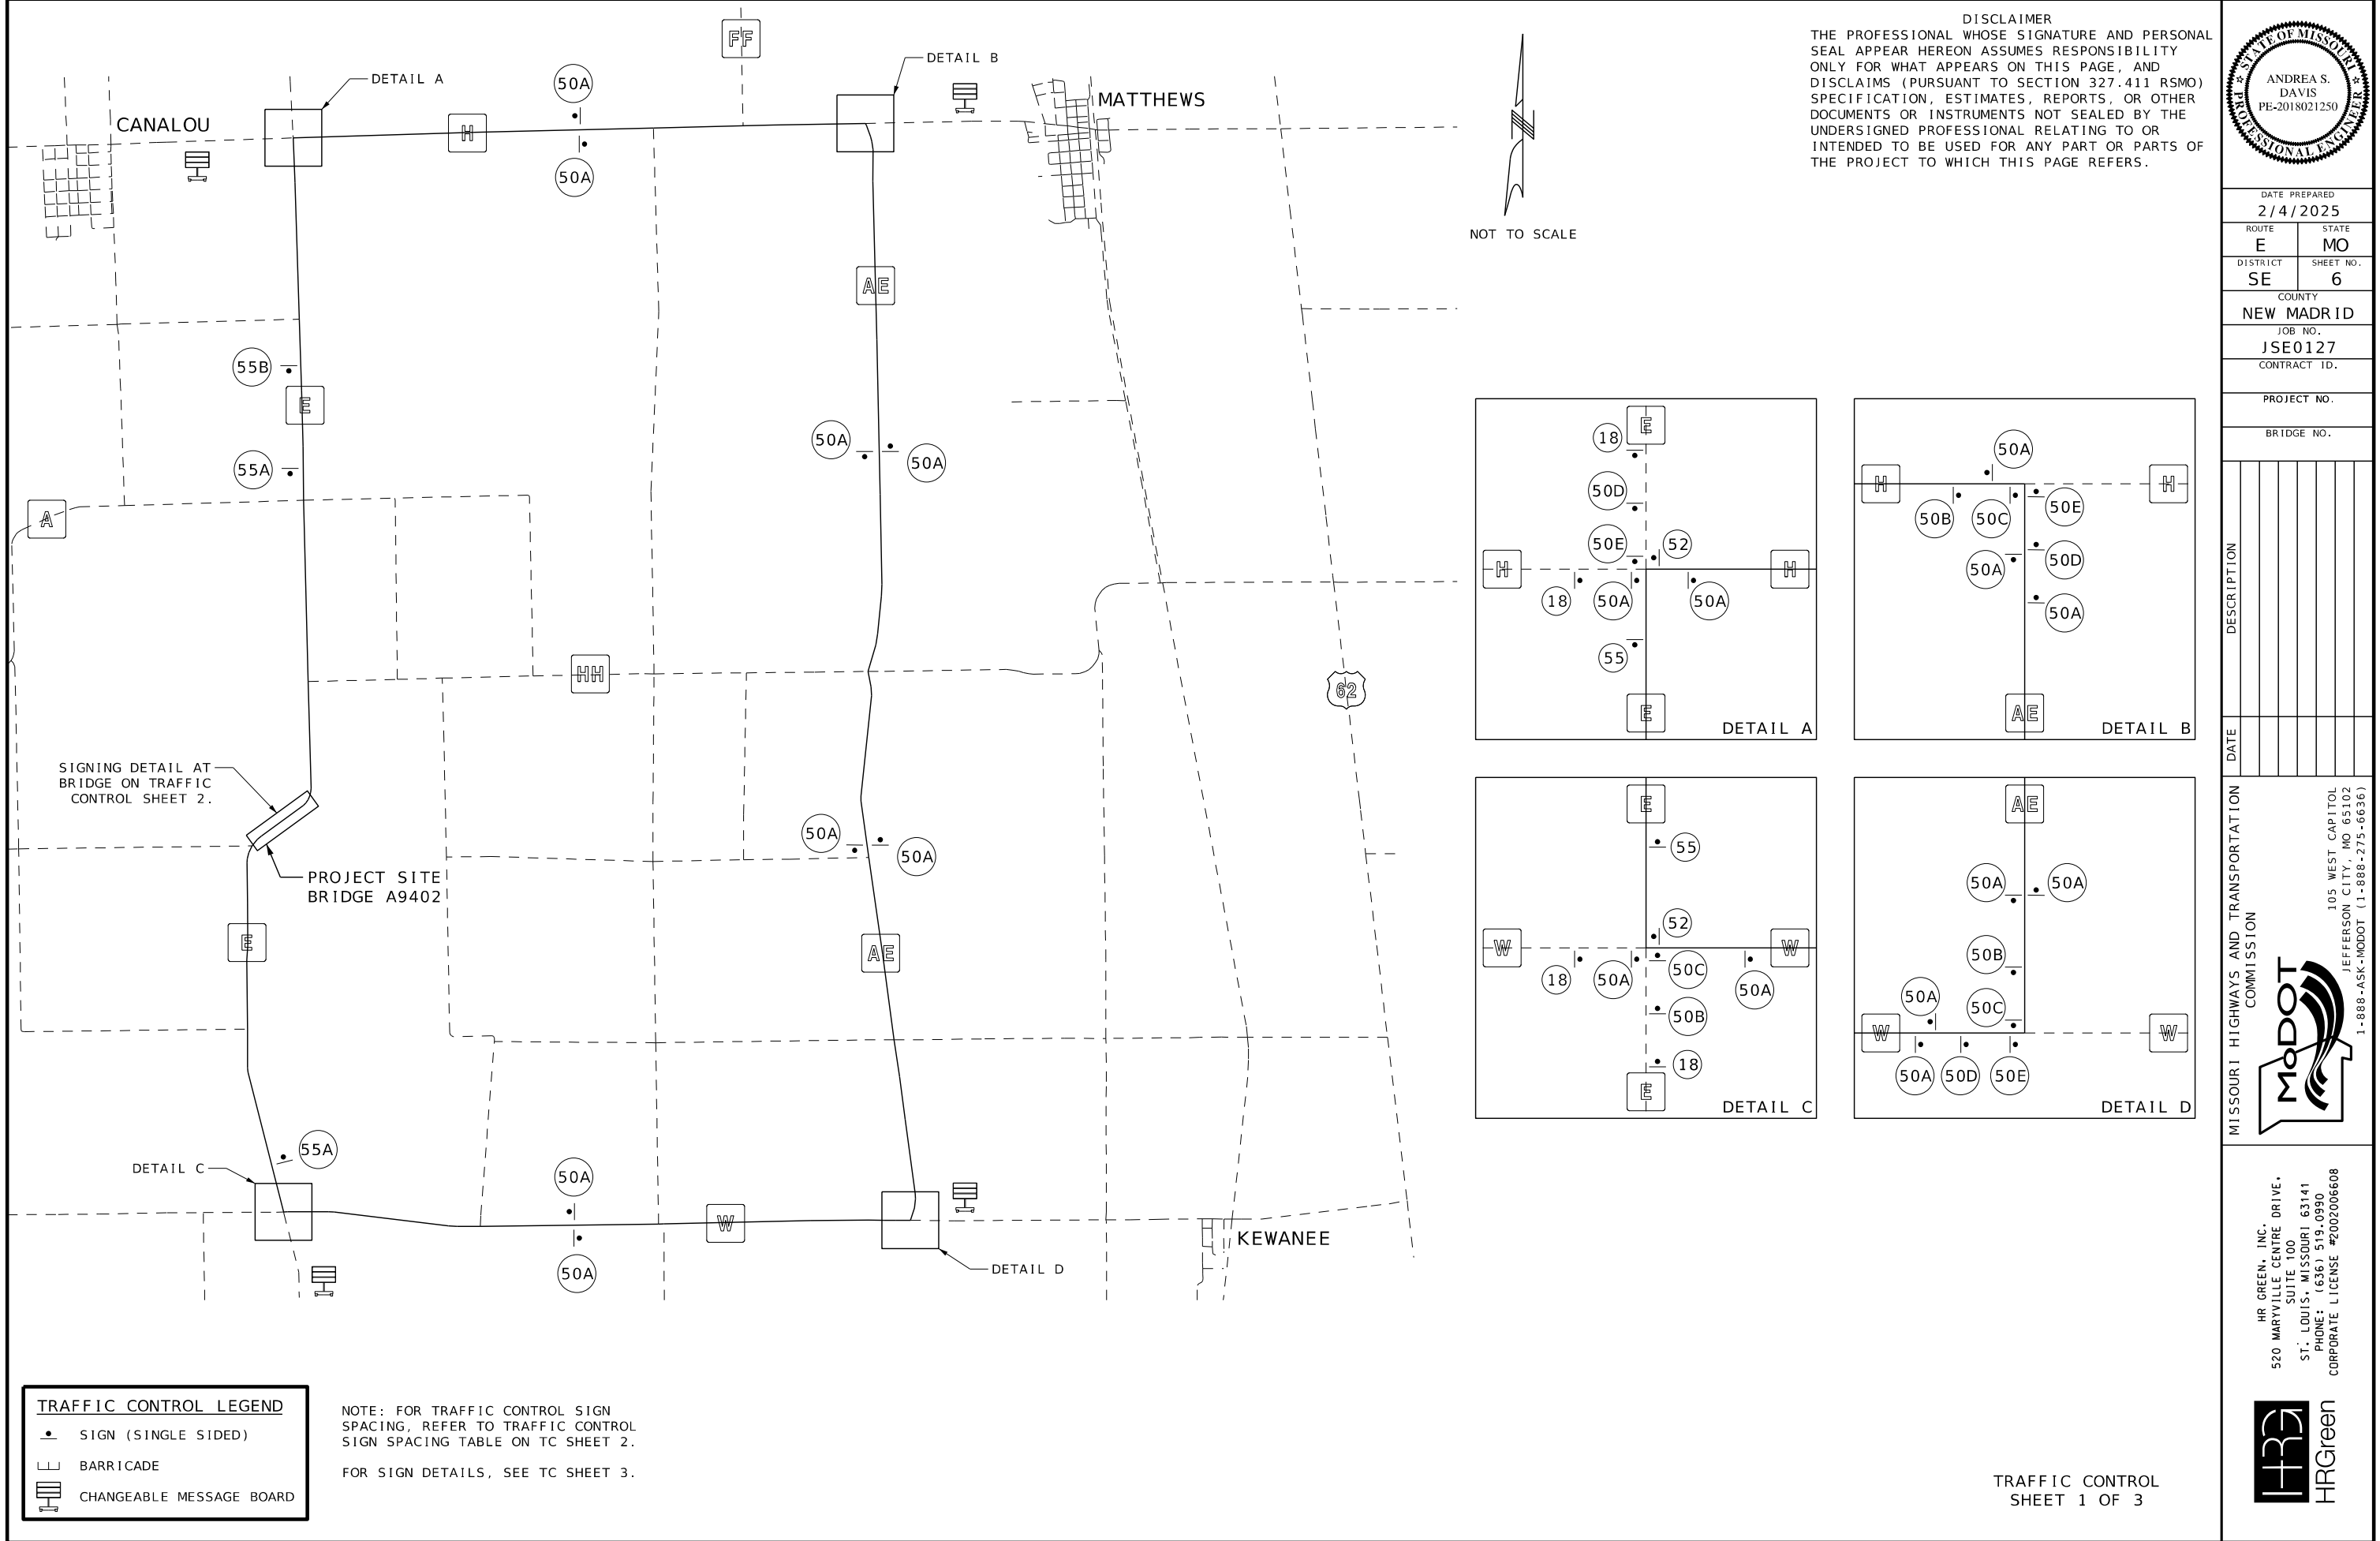 FF
DETAIL A
DETAIL B
CANALOU
MATTHEWS
50A
H
50A
AE
55B
E
55A
50A
50A
A
HH
62
SIGNING DETAIL AT
BRIDGE ON TRAFFIC
CONTROL SHEET 2.
PROJECT SITE
BRIDGE A9402
50A
50A
E
AE
55A
DETAIL C
50A
W
50A
KEWANEE
DETAIL D
NOT TO SCALE
DISCLAIMER
THE PROFESSIONAL WHOSE SIGNATURE AND PERSONAL
SEAL APPEAR HEREON ASSUMES RESPONSIBILITY
ONLY FOR WHAT APPEARS ON THIS PAGE, AND
DISCLAIMS (PURSUANT TO SECTION 327.411 RSMO)
SPECIFICATION, ESTIMATES, REPORTS, OR OTHER
DOCUMENTS OR INSTRUMENTS NOT SEALED BY THE
UNDERSIGNED PROFESSIONAL RELATING TO OR
INTENDED TO BE USED FOR ANY PART OR PARTS OF
THE PROJECT TO WHICH THIS PAGE REFERS.
E
18
50D
50E
52
H
H
18
50A
50A
55
E
DETAIL A
50A
H
H
50B
50C
50E
50A
50D
50A
AE
DETAIL B
E
55
52
W
W
18
50A
50C
50A
50B
18
E
DETAIL C
AE
50A
50A
50B
50A
50C
W
W
50A
50D
50E
DETAIL D
TRAFFIC CONTROL LEGEND
SIGN (SINGLE SIDED)
BARRICADE
CHANGEABLE MESSAGE BOARD
NOTE: FOR TRAFFIC CONTROL SIGN
SPACING, REFER TO TRAFFIC CONTROL
SIGN SPACING TABLE ON TC SHEET 2.
FOR SIGN DETAILS, SEE TC SHEET 3.
TRAFFIC CONTROL
SHEET 1 OF 3
STATE OF MISSOURI
ANDREA S.
DAVIS
PE-2018021250
PROFESSIONAL ENGINEER
DATE PREPARED
2/4/2025
ROUTE
STATE
E
MO
DISTRICT
SHEET NO.
SE
6
COUNTY
NEW MADRID
JOB NO.
JSE0127
CONTRACT ID.
PROJECT NO.
BRIDGE NO.
DESCRIPTION
DATE
MISSOURI HIGHWAYS AND TRANSPORTATION
COMMISSION
MoDOT
105 WEST CAPITOL
JEFFERSON CITY, MO 65102
1-888-ASK-MODOT (1-888-275-6636)
HR GREEN, INC.
520 MARYVILLE CENTRE DRIVE,
SUITE 100
ST. LOUIS, MISSOURI 63141
PHONE: (636) 519.0990
CORPORATE LICENSE #2002006608
HRG
HRGreen